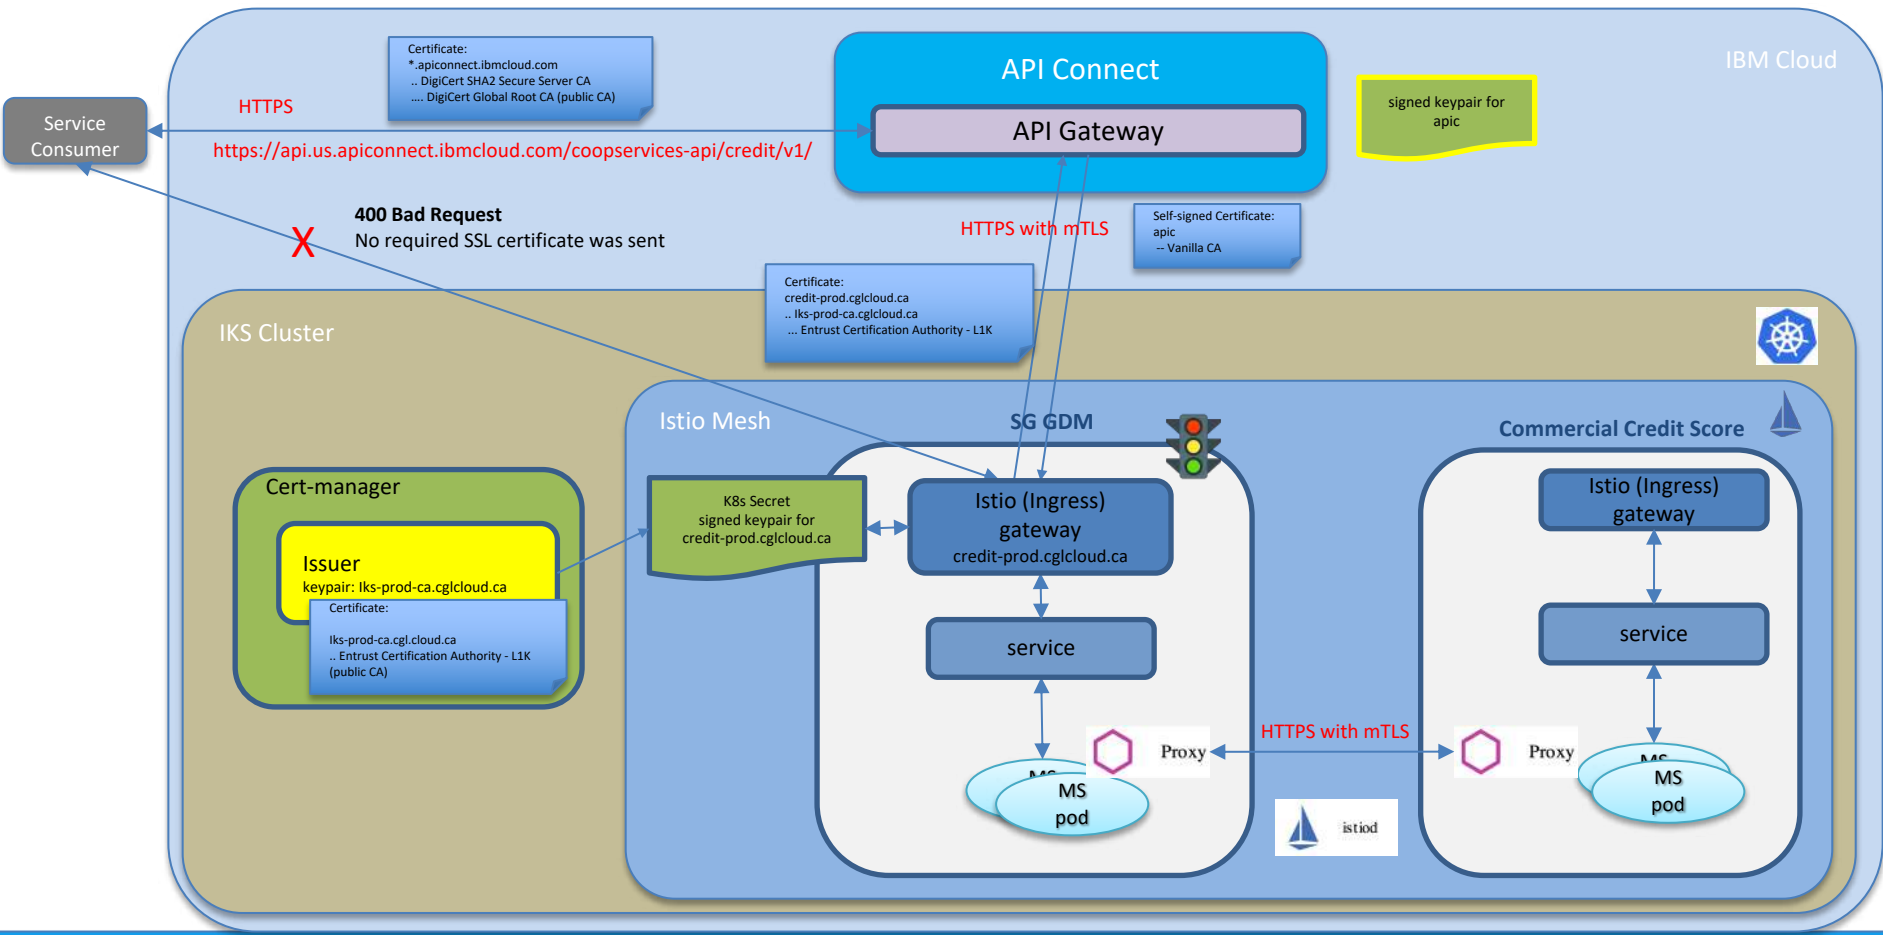 IBM Cloud
Certificate:
*.apiconnect.ibmcloud.com
.. DigiCert SHA2 Secure Server CA
.... DigiCert Global Root CA (public CA)
API Connect
API Gateway
signed keypair for
apic
Service
Consumer
HTTPS
https://api.us.apiconnect.ibmcloud.com/coopservices-api/credit/v1/
400 Bad Request
No required SSL certificate was sent
X
HTTPS with mTLS
Self-signed Certificate:
apic
-- Vanilla CA
Certificate:
credit-prod.cglcloud.ca
.. Iks-prod-ca.cglcloud.ca
... Entrust Certification Authority - L1K
IKS Cluster
Istio Mesh
SG GDM
Commercial Credit Score
Cert-manager
Issuer
keypair: Iks-prod-ca.cglcloud.ca
Certificate:
Iks-prod-ca.cgl.cloud.ca
.. Entrust Certification Authority - L1K
(public CA)
K8s Secret
signed keypair for
credit-prod.cglcloud.ca
Istio (Ingress)
gateway
credit-prod.cglcloud.ca
service
Proxy
MS
MS
pod
HTTPS with mTLS
istiod
Istio (Ingress)
gateway
service
Proxy
MS
MS
pod